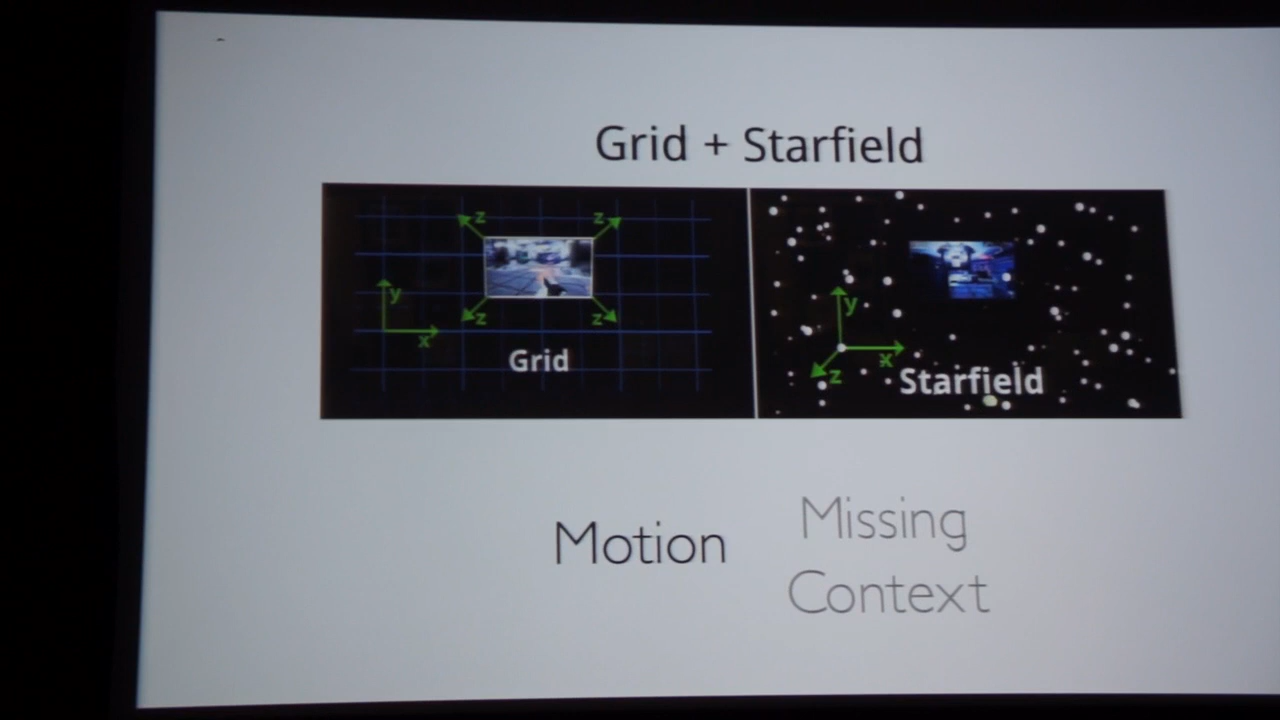 Grid + Starfield
z z
y
z z
x
Grid
y
x
z
Starfield
Motion
Missing
Context